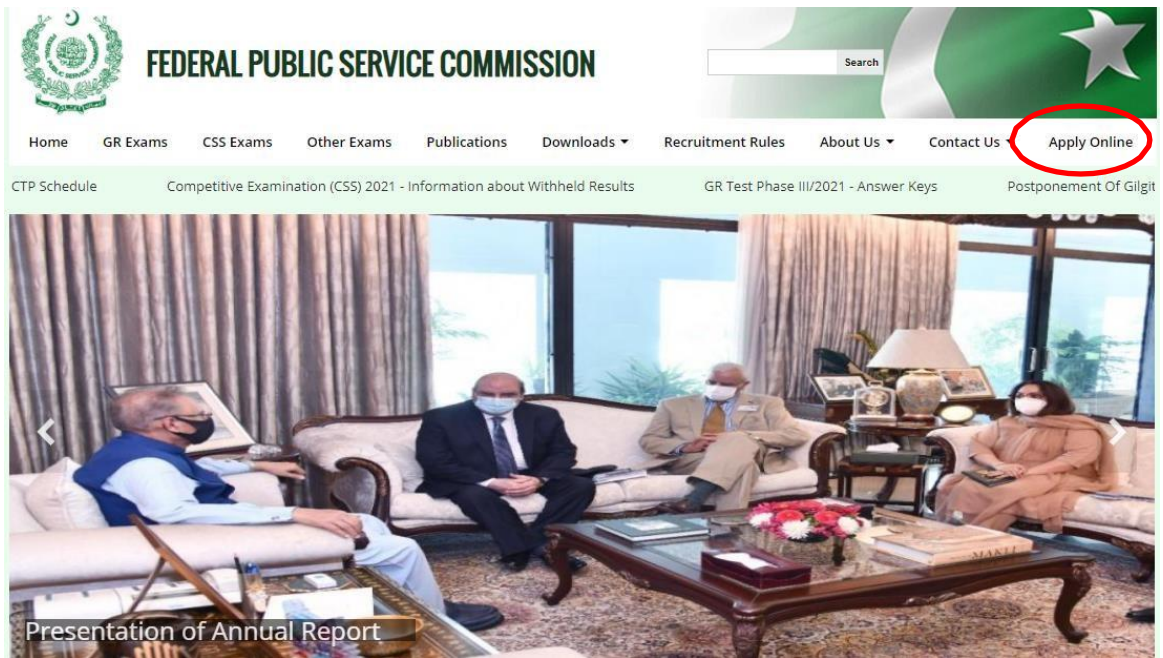 FEDERAL PUBLIC SERVICE COMMISSION
Search
Home GR Exams CSS Exams Other Exams Publications Downloads Recruitment Rules About Us Contact Us Apply Online
CTP Schedule Competitive Examination (CSS) 2021 - Information about Withheld Results GR Test Phase III/2021 - Answer Keys Postponement Of Gilgit
MAKLI
Presentation of Annual Report